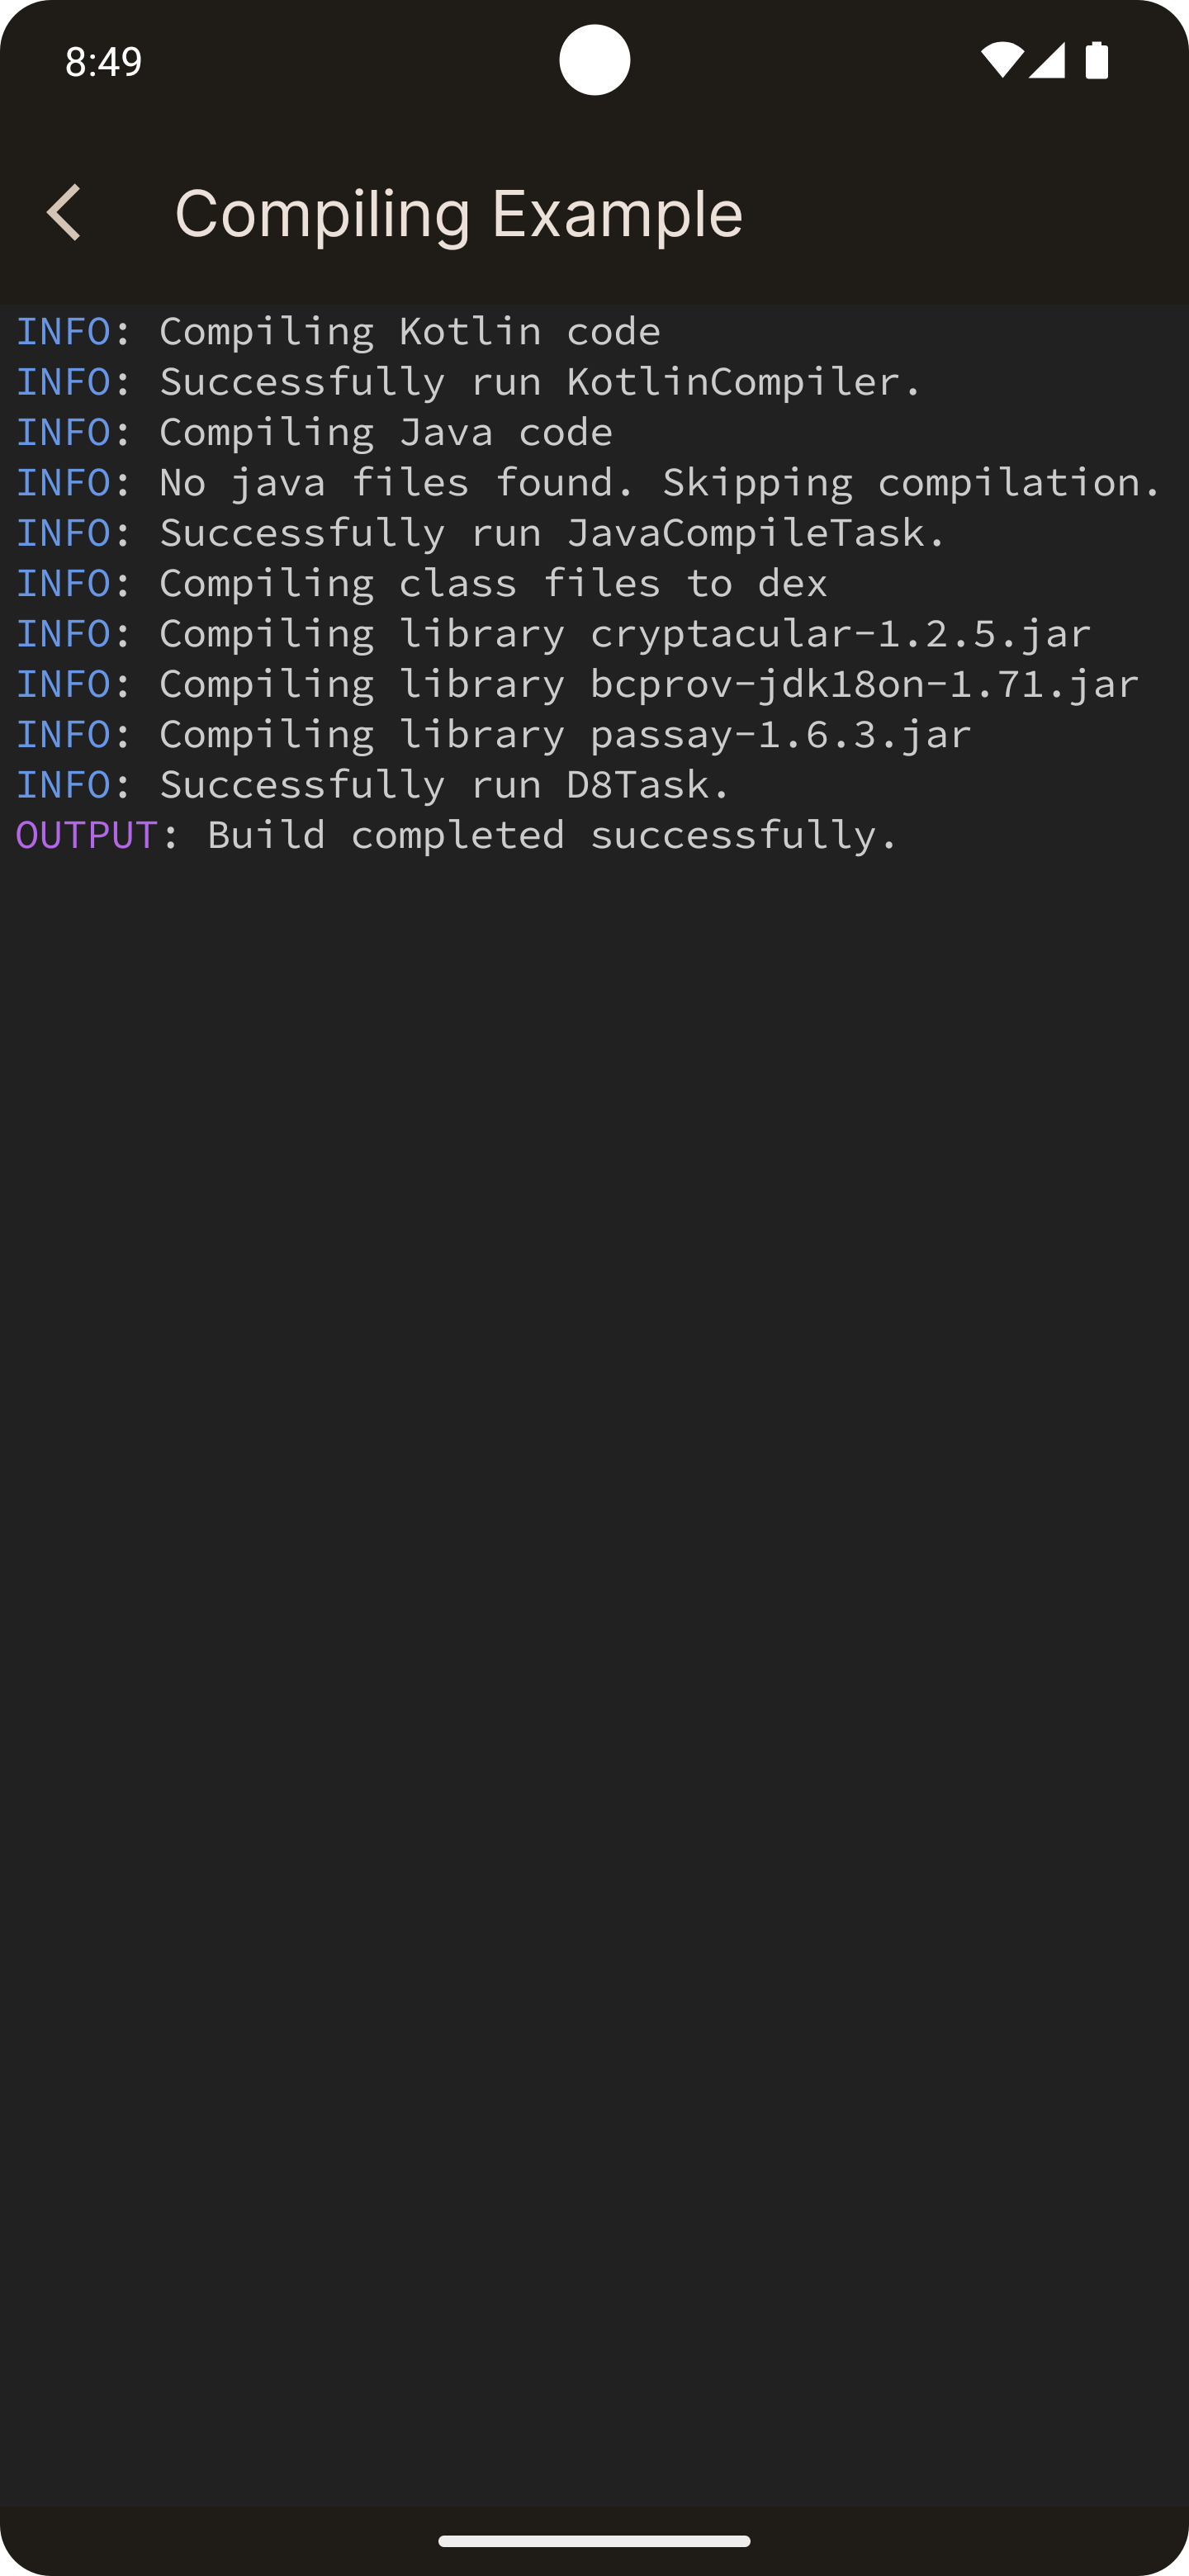 8:49
Compiling Example
INFO: Compiling Kotlin code
INFO: Successfully run KotlinCompiler.
INFO: Compiling Java code
INFO: No java files found. Skipping compilation.
INFO: Successfully run JavaCompileTask.
INFO: Compiling class files to dex
INFO: Compiling library cryptacular-1.2.5.jar
INFO: Compiling library bcprov-jdk18on-1.71.jar
INFO: Compiling library passay-1.6.3.jar
INFO: Successfully run D8Task.
OUTPUT: Build completed successfully.